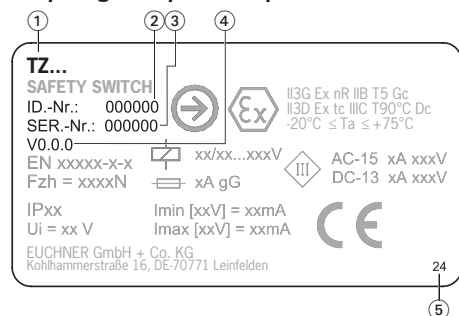 ① ② ③ ④
TZ...
SAFETY SWITCH
ID.-Nr.: 000000
SER.-Nr.: 000000
V0.0.0
EN xxxxx-x-x
Fzh = xxxxN
εx
II3G Ex nR IIB T5 Gc
II3D Ex tc IIIC T90°C Dc
-20°C ≤Ta ≤+75°C
xx/xx...xxxV
xA gG
III
AC-15 xA xxxV
DC-13 xA xxxV
IPxx
Ui = xx V
Imin [xxV] = xxmA
Imax [xxV] = xxmA
CE
EUCHNER GmbH + Co. KG
Kohlhammerstraße 16, DE-70771 Leinfelden
24
⑤